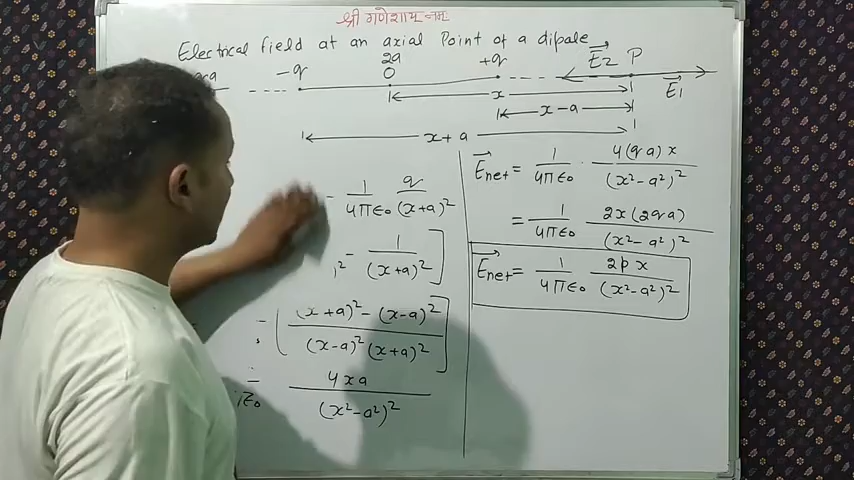 श्री गणेशाय नमः
Electrical field at an axial Point of a dipole
2a
-q O +q E2 P
E1
x
x-a
x+a
- 1/4πε0 q/(x+a)²
- 1/(x+a)² ]
[ (x+a)² - (x-a)² / (x-a)² (x+a)² ]
4xa / (x²-a²)²
Enet = 1/4πε0 . 4(qa)x / (x²-a²)²
= 1/4πε0 2x(2qa) / (x²-a²)²
Enet = 1/4πε0 2px / (x²-a²)²